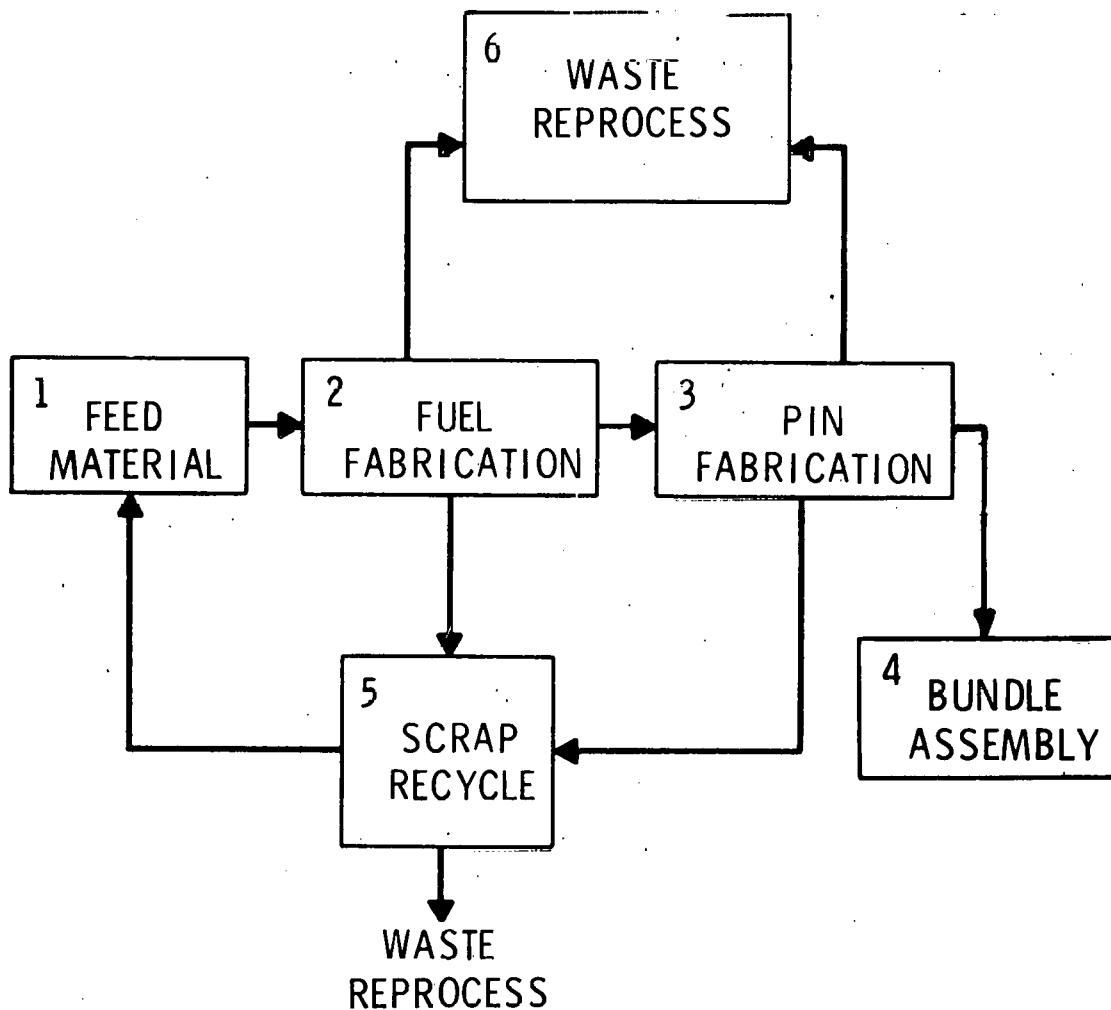 6
WASTE
REPROCESS
1
FEED
MATERIAL
2
FUEL
FABRICATION
3
PIN
FABRICATION
4
BUNDLE
ASSEMBLY
5
SCRAP
RECYCLE
WASTE
REPROCESS